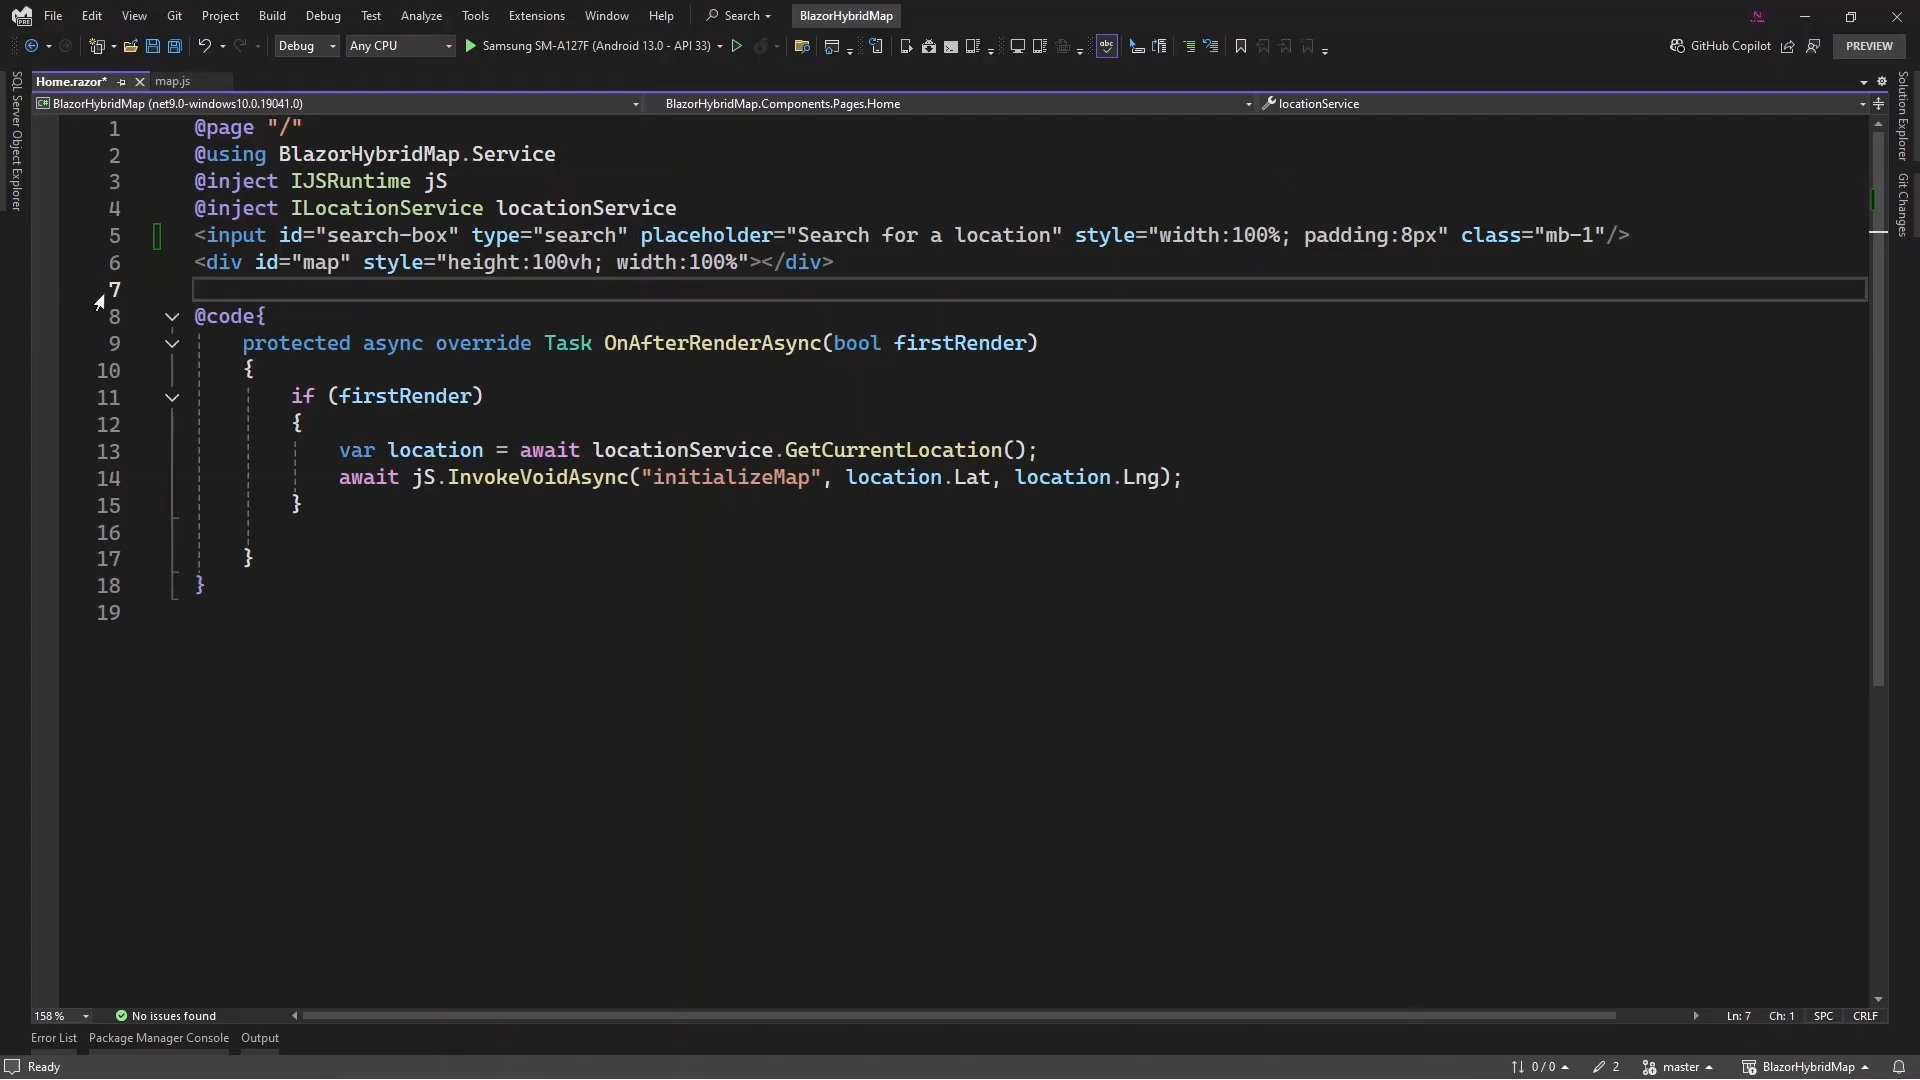 File Edit View Git Project Build Debug Test Analyze Tools Extensions Window Help Search BlazorHybridMap
Debug Any CPU Samsung SM-A127F (Android 13.0 - API 33) abc GitHub Copilot PREVIEW
Home.razor* map.js
BlazorHybridMap (net9.0-windows10.0.19041.0) BlazorHybridMap.Components.Pages.Home locationService
SQL Server Object Explorer
Solution Explorer
Git Changes
1 @page "/"
2 @using BlazorHybridMap.Service
3 @inject IJSRuntime jS
4 @inject ILocationService locationService
5 <input id="search-box" type="search" placeholder="Search for a location" style="width:100%; padding:8px" class="mb-1"/>
6 <div id="map" style="height:100vh; width:100%"></div>
7
8 @code{
9 protected async override Task OnAfterRenderAsync(bool firstRender)
10 {
11 if (firstRender)
12 {
13 var location = await locationService.GetCurrentLocation();
14 await jS.InvokeVoidAsync("initializeMap", location.Lat, location.Lng);
15 }
16
17 }
18 }
19
158 % No issues found Ln: 7 Ch: 1 SPC CRLF
Error List Package Manager Console Output
Ready 0 / 0 2 master BlazorHybridMap